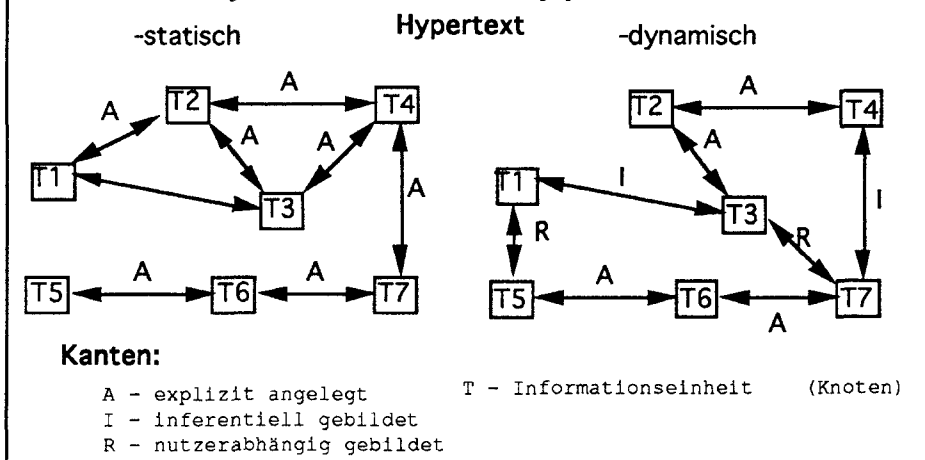 Hypertext
-statisch
-dynamisch
A
T2
A
T4
A
A
T1
A
T3
T5
A
T6
A
T7
T2
A
T4
A
T1
I
I
T3
R
R
T5
A
T6
A
T7
Kanten:
A - explizit angelegt
T - Informationseinheit (Knoten)
I - inferentiell gebildet
R - nutzerabhängig gebildet